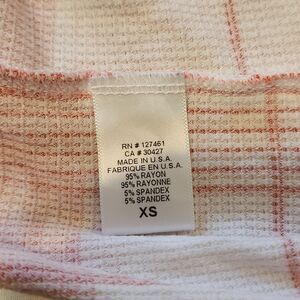 RN # 127461
CA # 30427
MADE IN U.S.A.
FABRIQUE EN U.S.A.
95% RAYON
95% RAYONNE
5% SPANDEX
5% SPANDEX
XS